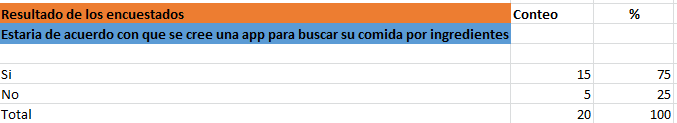 Resultado de los encuestados Conteo %
Estaria de acuerdo con que se cree una app para buscar su comida por ingredientes
Si 15 75
No 5 25
Total 20 100